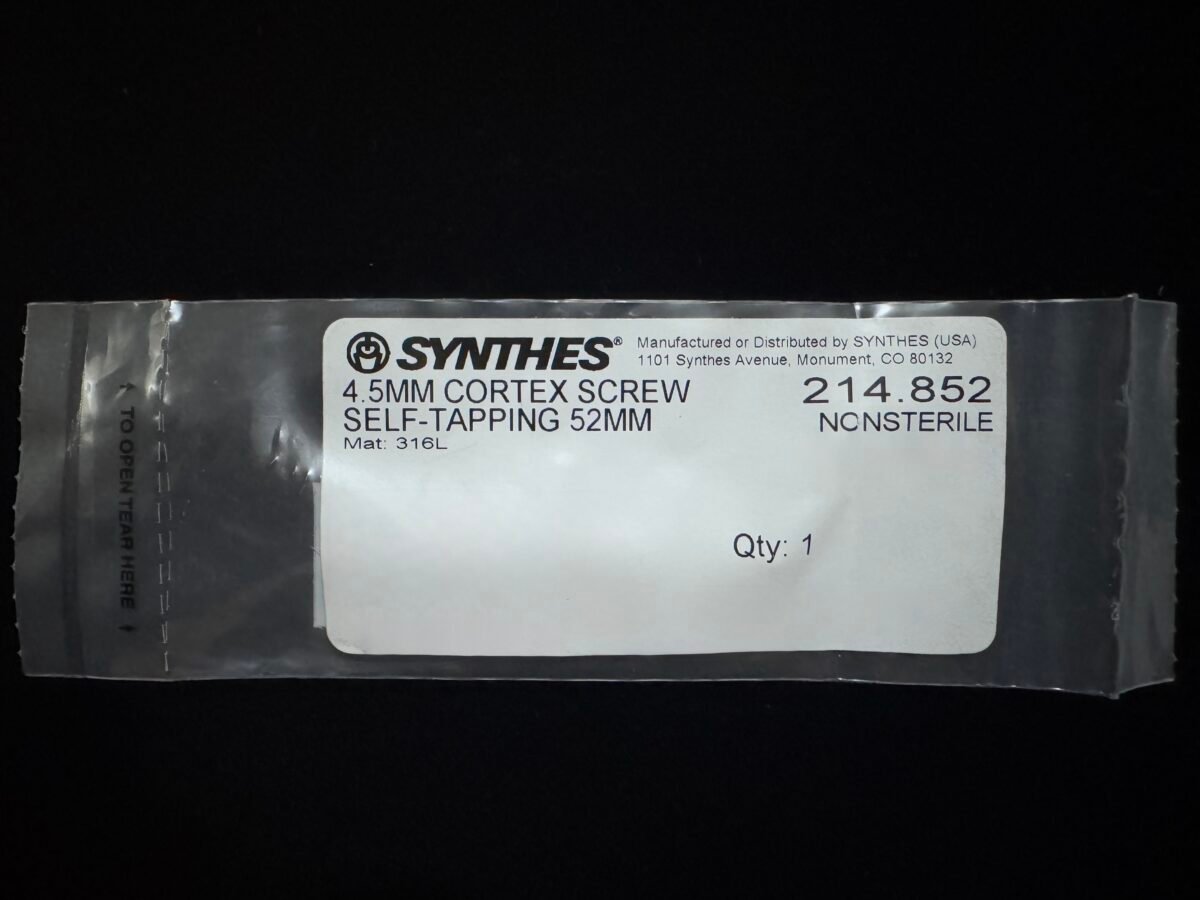 ↑ TO OPEN TEAR HERE ↑
SYNTHES® Manufactured or Distributed by SYNTHES (USA)
1101 Synthes Avenue, Monument, CO 80132
4.5MM CORTEX SCREW 214.852
SELF-TAPPING 52MM NONSTERILE
Mat: 316L
Qty: 1